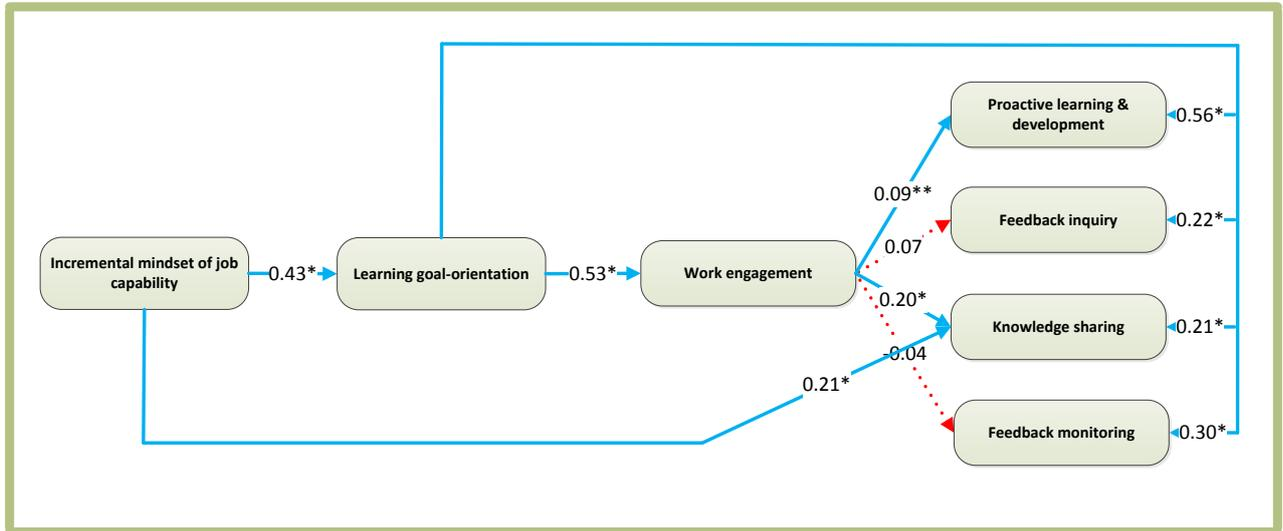 Proactive learning &
development
0.56*
0.09**
Feedback inquiry
0.22*
0.07
Incremental mindset of job
capability
0.43*
Learning goal-orientation
0.53*
Work engagement
0.20*
Knowledge sharing
0.21*
-0.04
0.21*
Feedback monitoring
0.30*